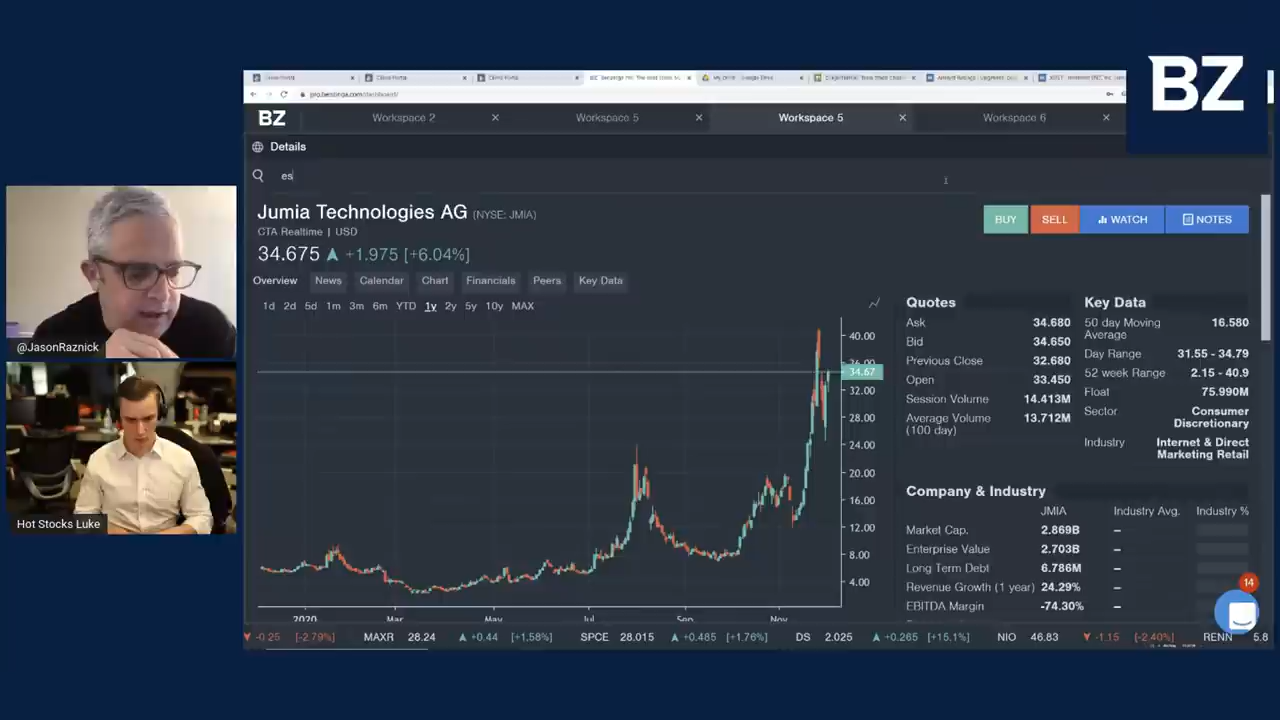 BZ
pro.benzinga.com/dashboard/
BZ Workspace 2 × Workspace 5 × Workspace 5 × Workspace 6 ×
Details
es
Jumia Technologies AG (NYSE: JMIA)
BUY SELL WATCH NOTES
CTA Realtime | USD
34.675 ▲ +1.975 [+6.04%]
Overview News Calendar Chart Financials Peers Key Data
1d 2d 5d 1m 3m 6m YTD 1y 2y 5y 10y MAX
40.00
36.00
34.67
32.00
28.00
24.00
20.00
16.00
12.00
8.00
4.00
2020 Mar May Jul Sep Nov
Quotes
Ask 34.680
Bid 34.650
Previous Close 32.680
Open 33.450
Session Volume 14.413M
Average Volume 13.712M
(100 day)
Key Data
50 day Moving 16.580
Average
Day Range 31.55 - 34.79
52 week Range 2.15 - 40.9
Float 75.990M
Sector Consumer
Discretionary
Industry Internet & Direct
Marketing Retail
Company & Industry
JMIA Industry Avg. Industry %
Market Cap. 2.869B –
Enterprise Value 2.703B –
Long Term Debt 6.786M –
Revenue Growth (1 year) 24.29% –
EBITDA Margin -74.30% –
14
@JasonRaznick
Hot Stocks Luke
▼ -0.25 [-2.79%] MAXR 28.24 ▲ +0.44 [+1.58%] SPCE 28.015 ▲ +0.485 [+1.76%] DS 2.025 ▲ +0.265 [+15.1%] NIO 46.83 ▼ -1.15 [-2.40%] RENN 5.8